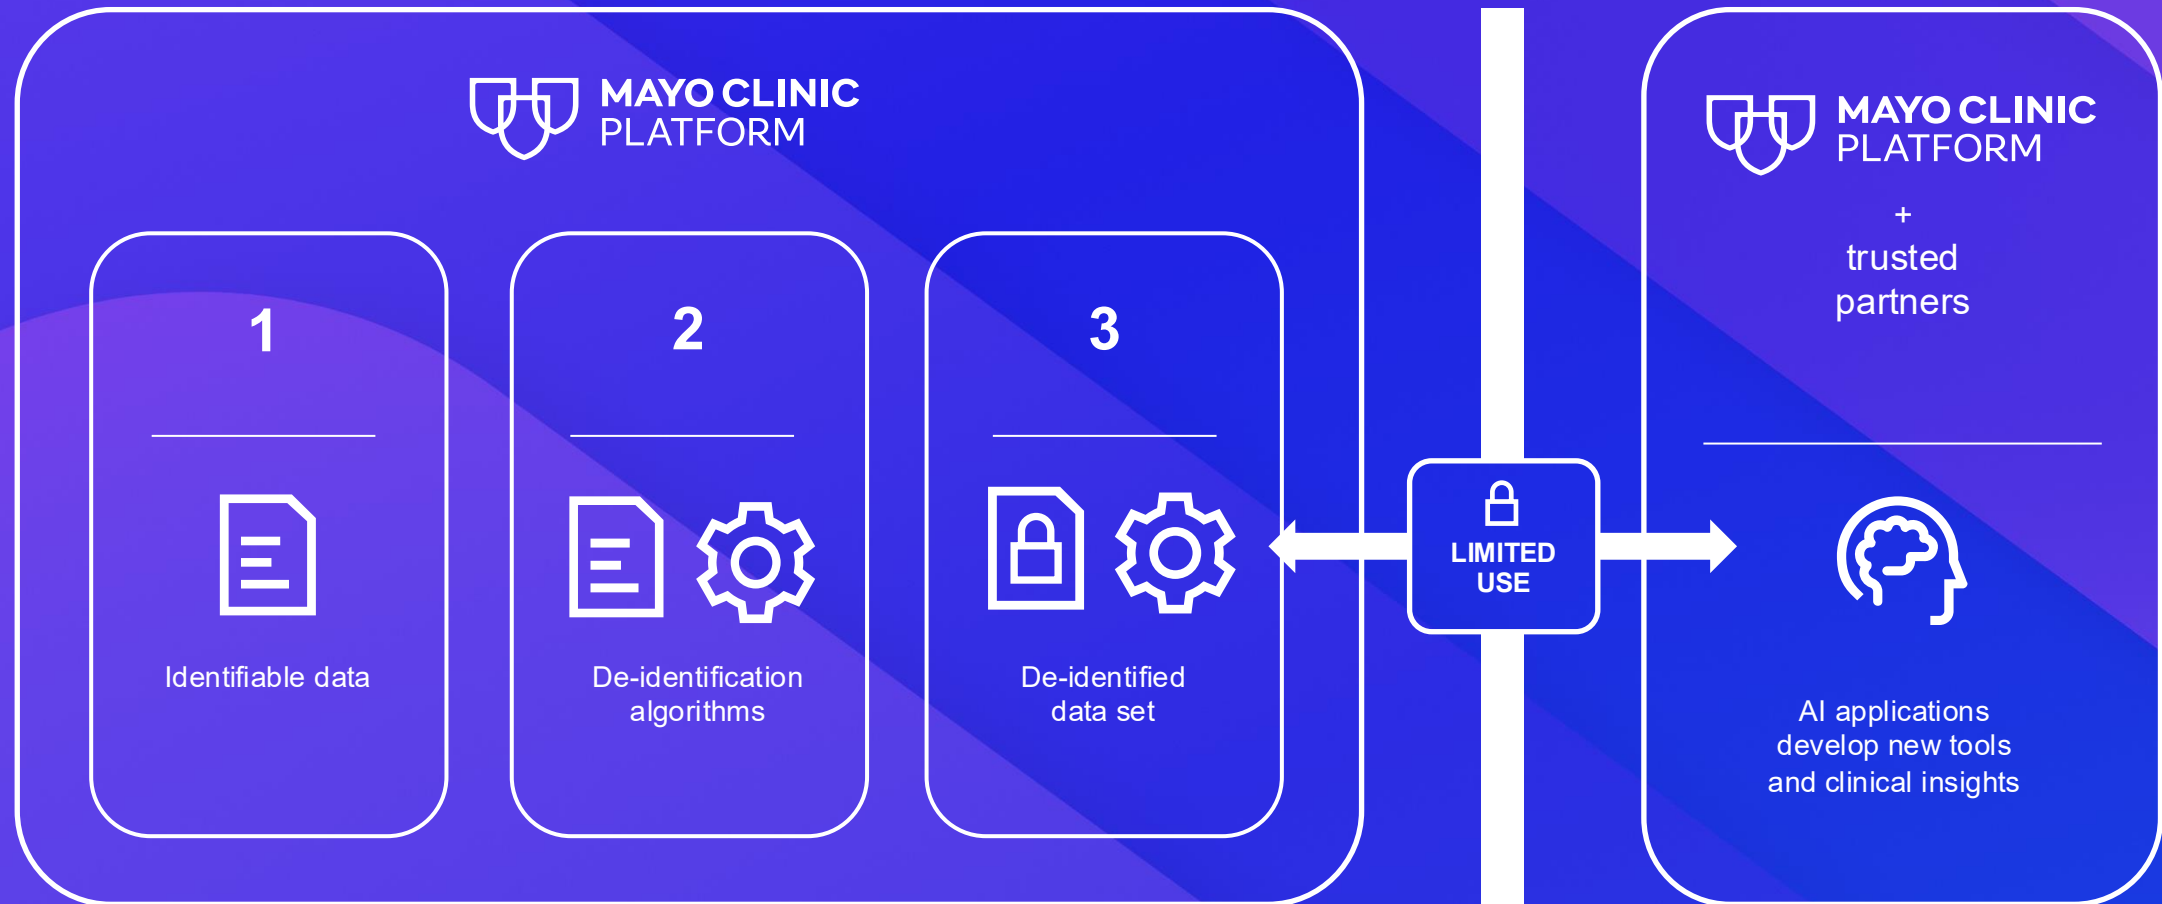 MAYO CLINIC
PLATFORM
1
Identifiable data
2
De-identification
algorithms
3
De-identified
data set
LIMITED
USE
MAYO CLINIC
PLATFORM
+
trusted
partners
AI applications
develop new tools
and clinical insights